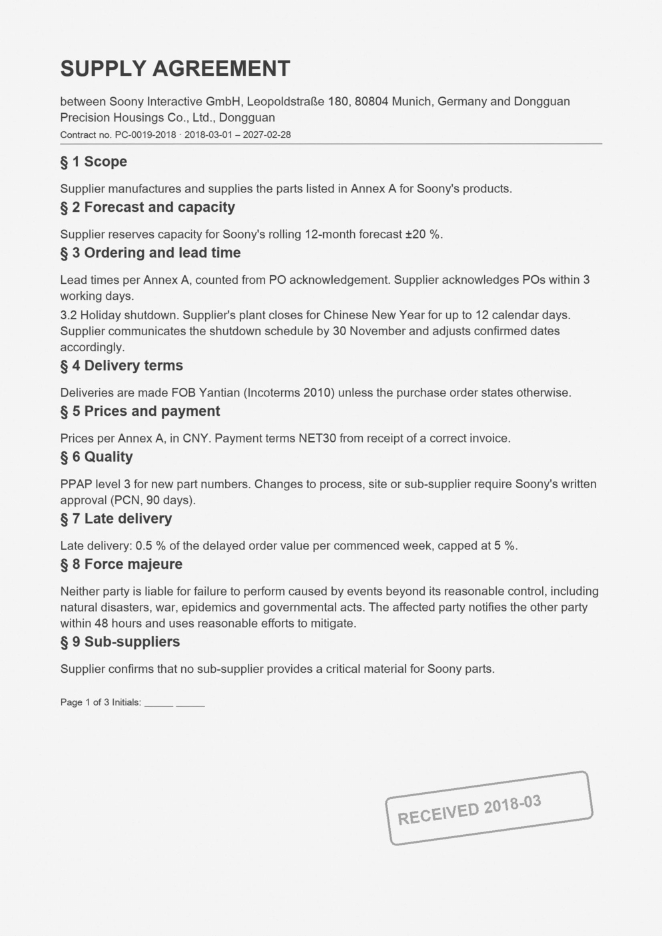 SUPPLY AGREEMENT
between Soony Interactive GmbH, Leopoldstraße 180, 80804 Munich, Germany and Dongguan
Precision Housings Co., Ltd., Dongguan
Contract no. PC-0019-2018 · 2018-03-01 – 2027-02-28
§ 1 Scope
Supplier manufactures and supplies the parts listed in Annex A for Soony's products.
§ 2 Forecast and capacity
Supplier reserves capacity for Soony's rolling 12-month forecast ±20 %.
§ 3 Ordering and lead time
Lead times per Annex A, counted from PO acknowledgement. Supplier acknowledges POs within 3
working days.
3.2 Holiday shutdown. Supplier's plant closes for Chinese New Year for up to 12 calendar days.
Supplier communicates the shutdown schedule by 30 November and adjusts confirmed dates
accordingly.
§ 4 Delivery terms
Deliveries are made FOB Yantian (Incoterms 2010) unless the purchase order states otherwise.
§ 5 Prices and payment
Prices per Annex A, in CNY. Payment terms NET30 from receipt of a correct invoice.
§ 6 Quality
PPAP level 3 for new part numbers. Changes to process, site or sub-supplier require Soony's written
approval (PCN, 90 days).
§ 7 Late delivery
Late delivery: 0.5 % of the delayed order value per commenced week, capped at 5 %.
§ 8 Force majeure
Neither party is liable for failure to perform caused by events beyond its reasonable control, including
natural disasters, war, epidemics and governmental acts. The affected party notifies the other party
within 48 hours and uses reasonable efforts to mitigate.
§ 9 Sub-suppliers
Supplier confirms that no sub-supplier provides a critical material for Soony parts.
Page 1 of 3 Initials: ______ ______
RECEIVED 2018-03